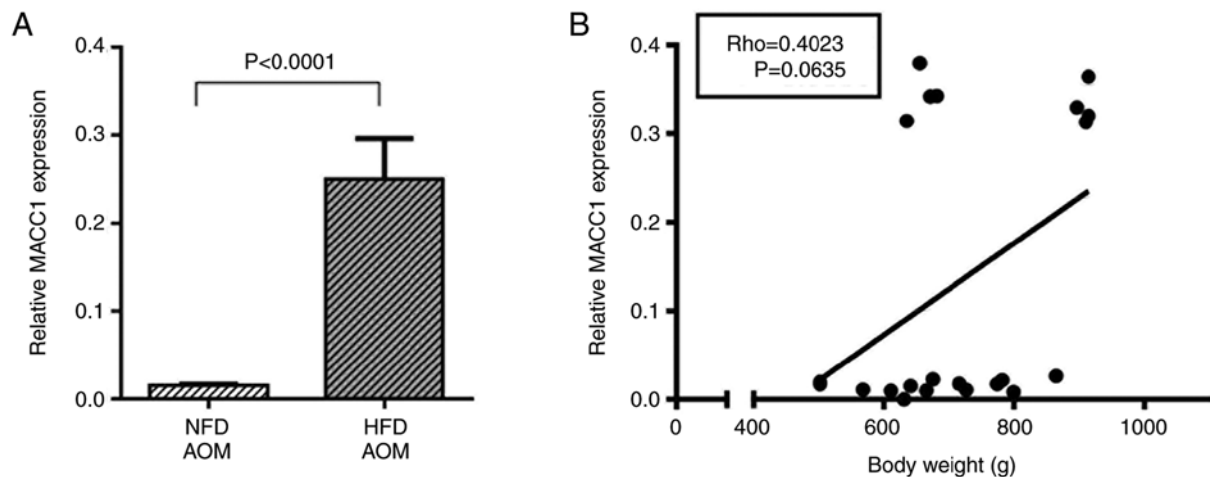 A
Relative MACC1 expression
0.4
0.3
0.2
0.1
0.0
P<0.0001
NFD
AOM
HFD
AOM
B
Relative MACC1 expression
0.4
0.3
0.2
0.1
0.0
Rho=0.4023
P=0.0635
0 400 600 800 1000
Body weight (g)